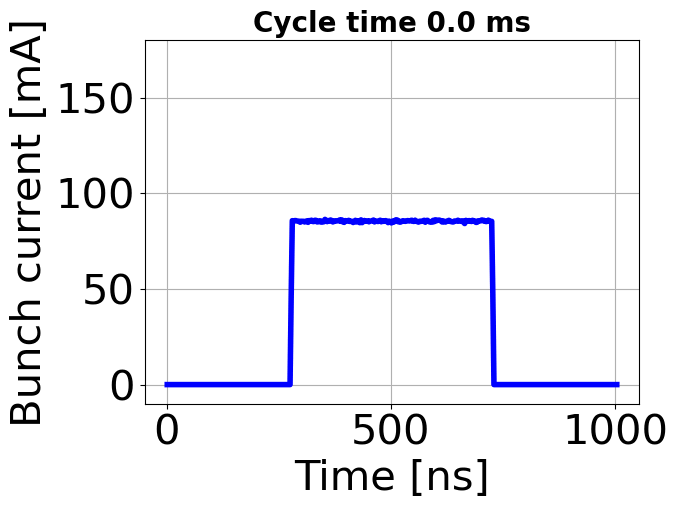 Cycle time 0.0 ms
Bunch current [mA]
150
100
50
0
0 500 1000
Time [ns]